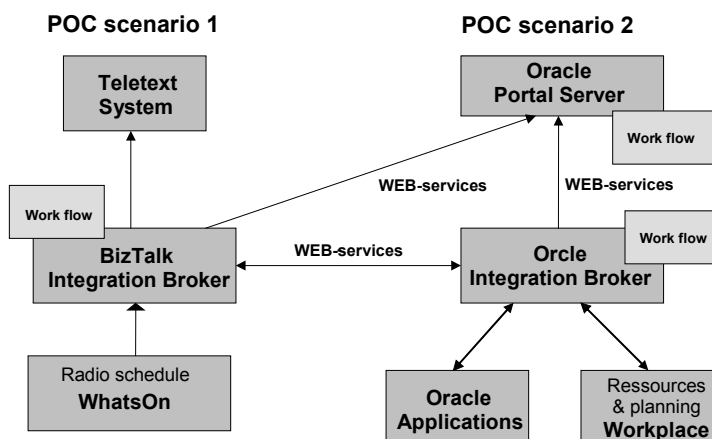 POC scenario 1
POC scenario 2
Teletext
System
Oracle
Portal Server
Work flow
WEB-services
WEB-services
Work flow
Work flow
BizTalk
Integration Broker
WEB-services
Orcle
Integration Broker
Radio schedule
WhatsOn
Oracle
Applications
Ressources
& planning
Workplace